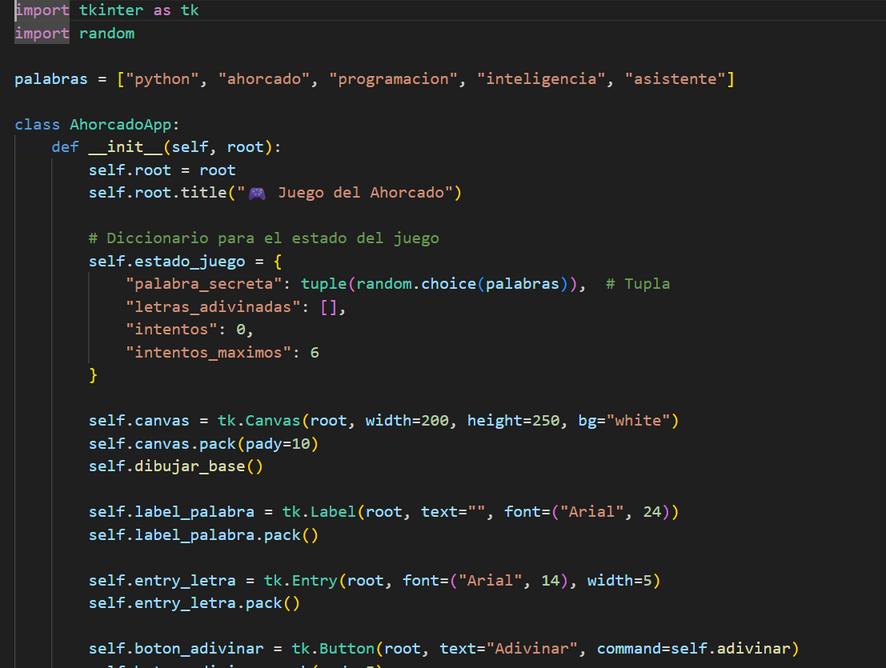 import tkinter as tk
import random
palabras = ["python", "ahorcado", "programacion", "inteligencia", "asistente"]
class AhorcadoApp:
    def __init__(self, root):
        self.root = root
        self.root.title("🎮 Juego del Ahorcado")
        # Diccionario para el estado del juego
        self.estado_juego = {
            "palabra_secreta": tuple(random.choice(palabras)),  # Tupla
            "letras_adivinadas": [],
            "intentos": 0,
            "intentos_maximos": 6
        }
        self.canvas = tk.Canvas(root, width=200, height=250, bg="white")
        self.canvas.pack(pady=10)
        self.dibujar_base()
        self.label_palabra = tk.Label(root, text="", font=("Arial", 24))
        self.label_palabra.pack()
        self.entry_letra = tk.Entry(root, font=("Arial", 14), width=5)
        self.entry_letra.pack()
        self.boton_adivinar = tk.Button(root, text="Adivinar", command=self.adivinar)